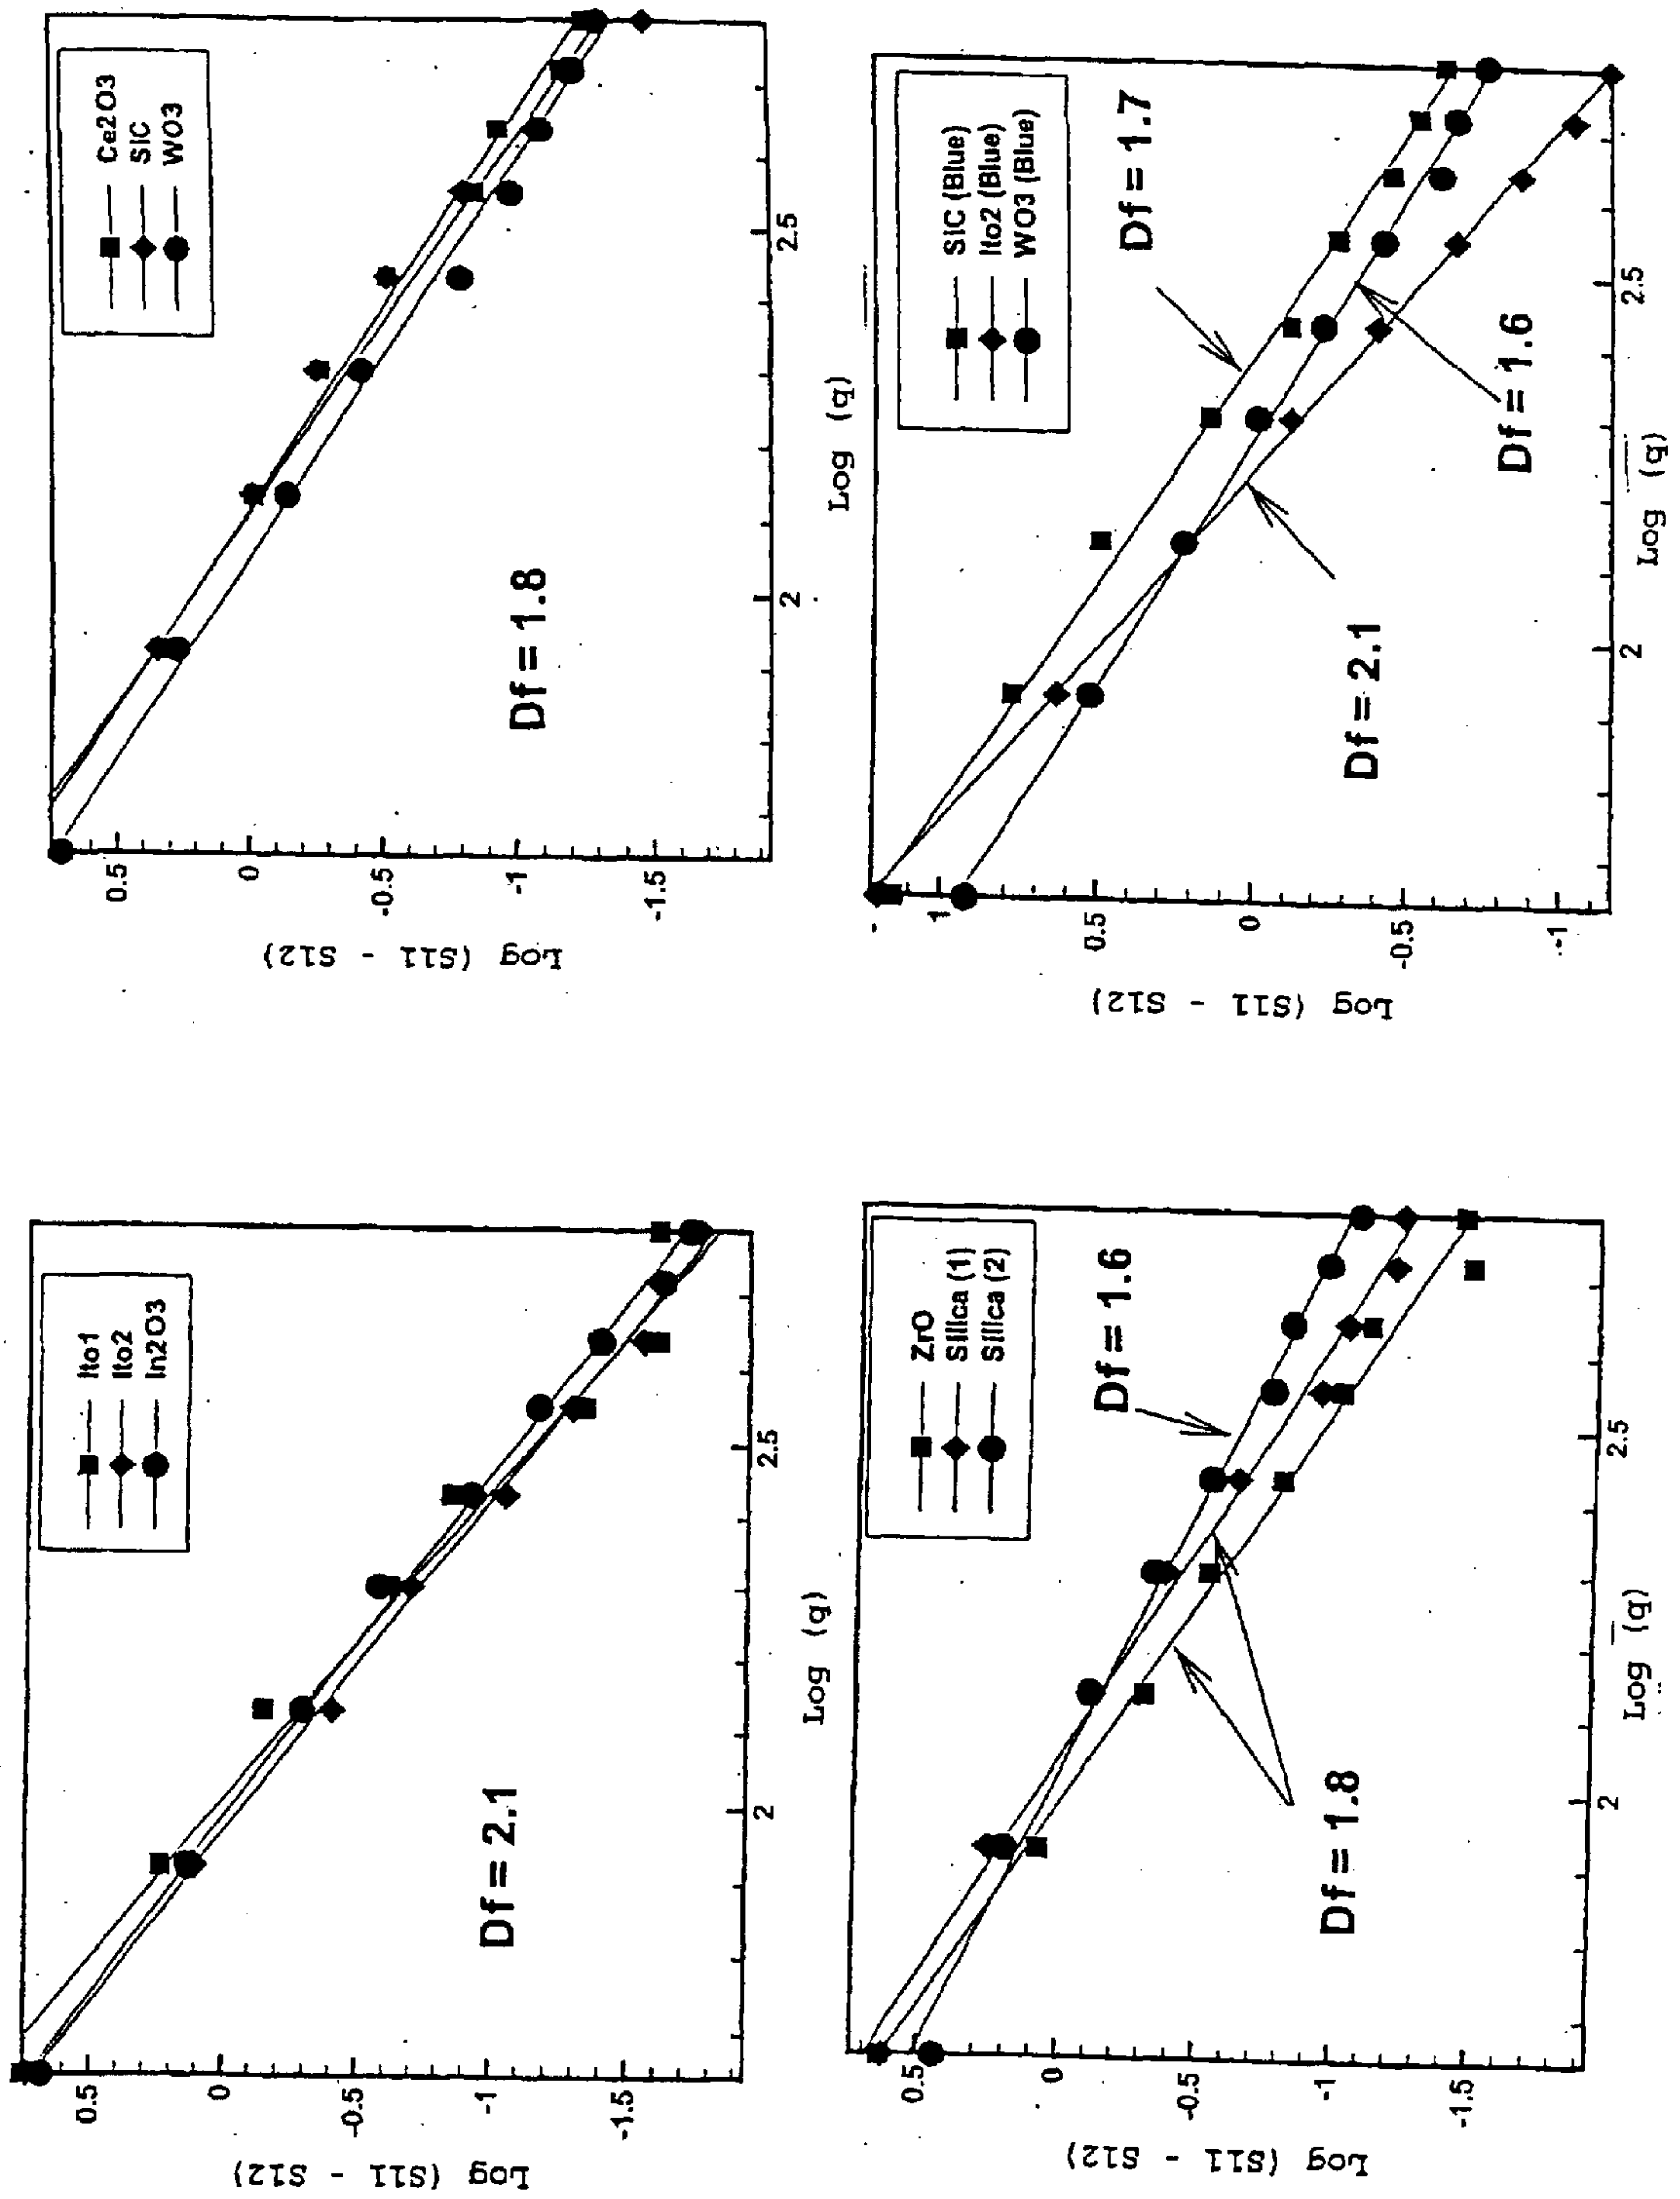 Ito1
Ito2
In2O3
Df = 2.1
0.5
0
-0.5
-1
-1.5
2
2.5
Log (S11 - S12)
Log (q)
Ce2O3
SiC
WO3
Df = 1.8
0.5
0
-0.5
-1
-1.5
2
2.5
Log (S11 - S12)
Log (q)
ZrO
Silica (1)
Silica (2)
Df = 1.6
Df = 1.8
0.5
0
-0.5
-1
-1.5
2
2.5
Log (S11 - S12)
Log (q)
SiC (Blue)
Ito2 (Blue)
WO3 (Blue)
Df = 1.7
Df = 2.1
Df = 1.6
1
0.5
0
-0.5
-1
2
2.5
Log (S11 - S12)
Log (q)